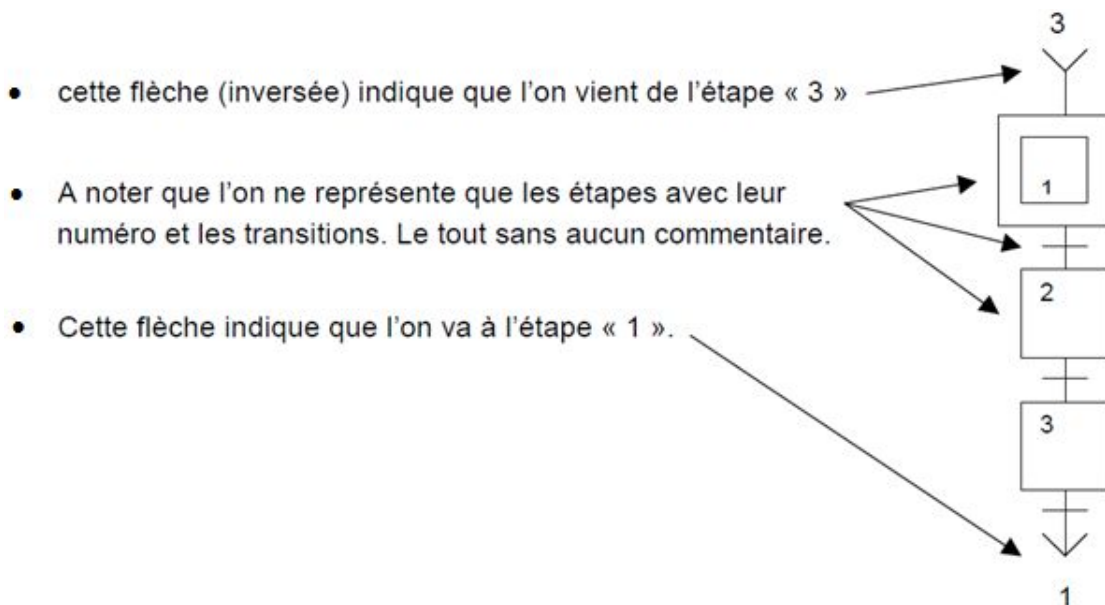 3
• cette flèche (inversée) indique que l'on vient de l'étape « 3 »
• A noter que l'on ne représente que les étapes avec leur
numéro et les transitions. Le tout sans aucun commentaire.
1
2
• Cette flèche indique que l'on va à l'étape « 1 ».
3
1